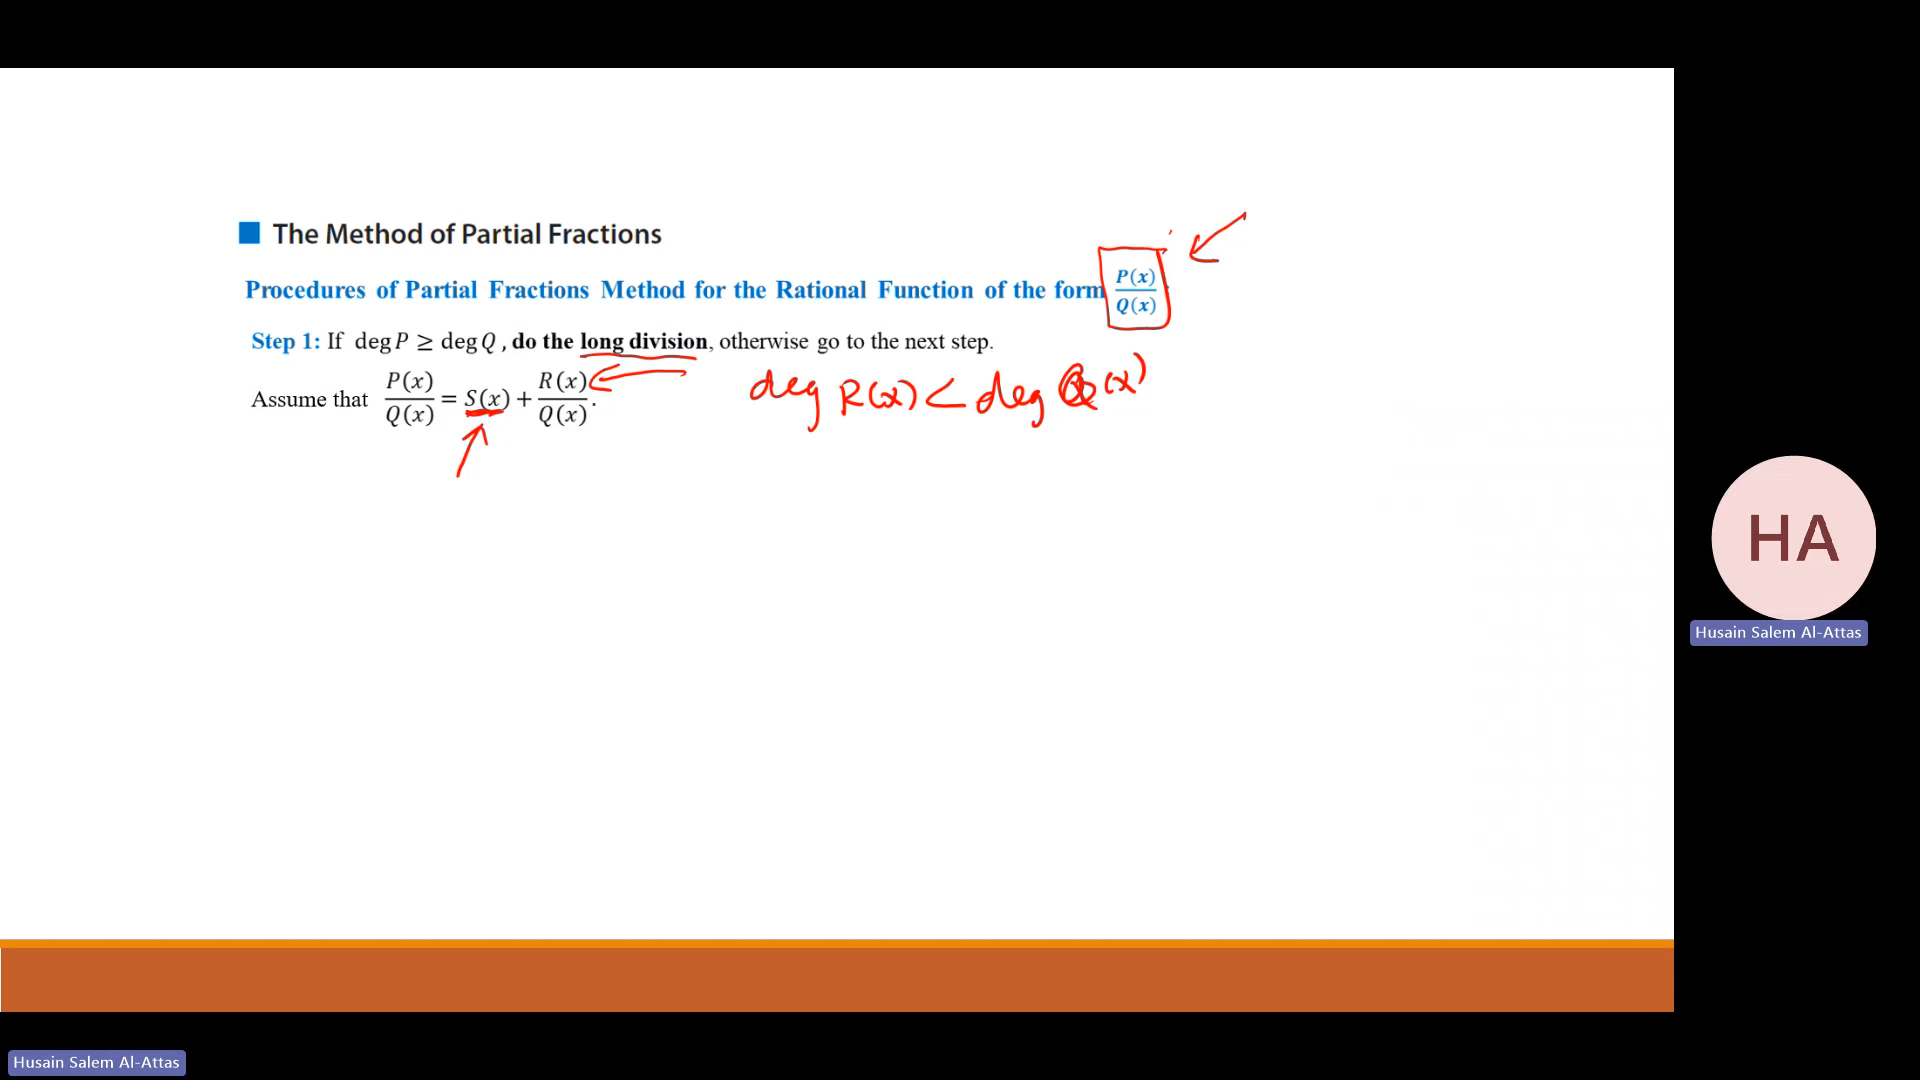 The Method of Partial Fractions
Procedures of Partial Fractions Method for the Rational Function of the form P(x)/Q(x)
Step 1: If deg P ≥ deg Q , do the long division, otherwise go to the next step.
Assume that P(x)/Q(x) = S(x) + R(x)/Q(x).
deg R(x) < deg Q(x)
HA
Husain Salem Al-Attas
Husain Salem Al-Attas